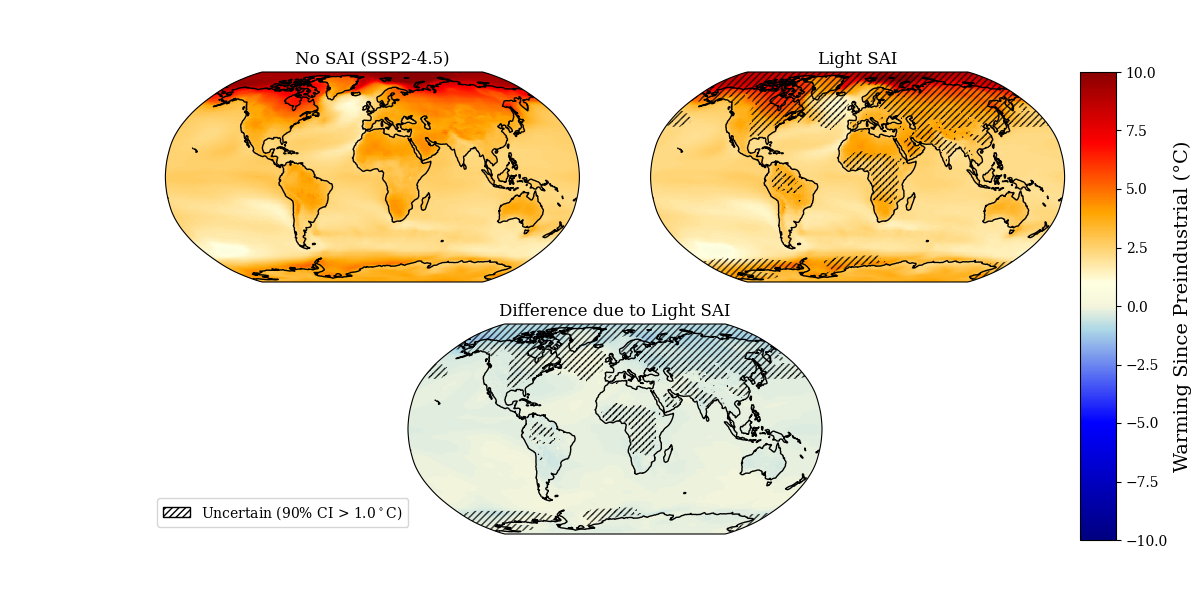 No SAI (SSP2-4.5)
Light SAI
Difference due to Light SAI
Uncertain (90% CI > 1.0°C)
10.0
7.5
5.0
2.5
0.0
−2.5
−5.0
−7.5
−10.0
Warming Since Preindustrial (°C)